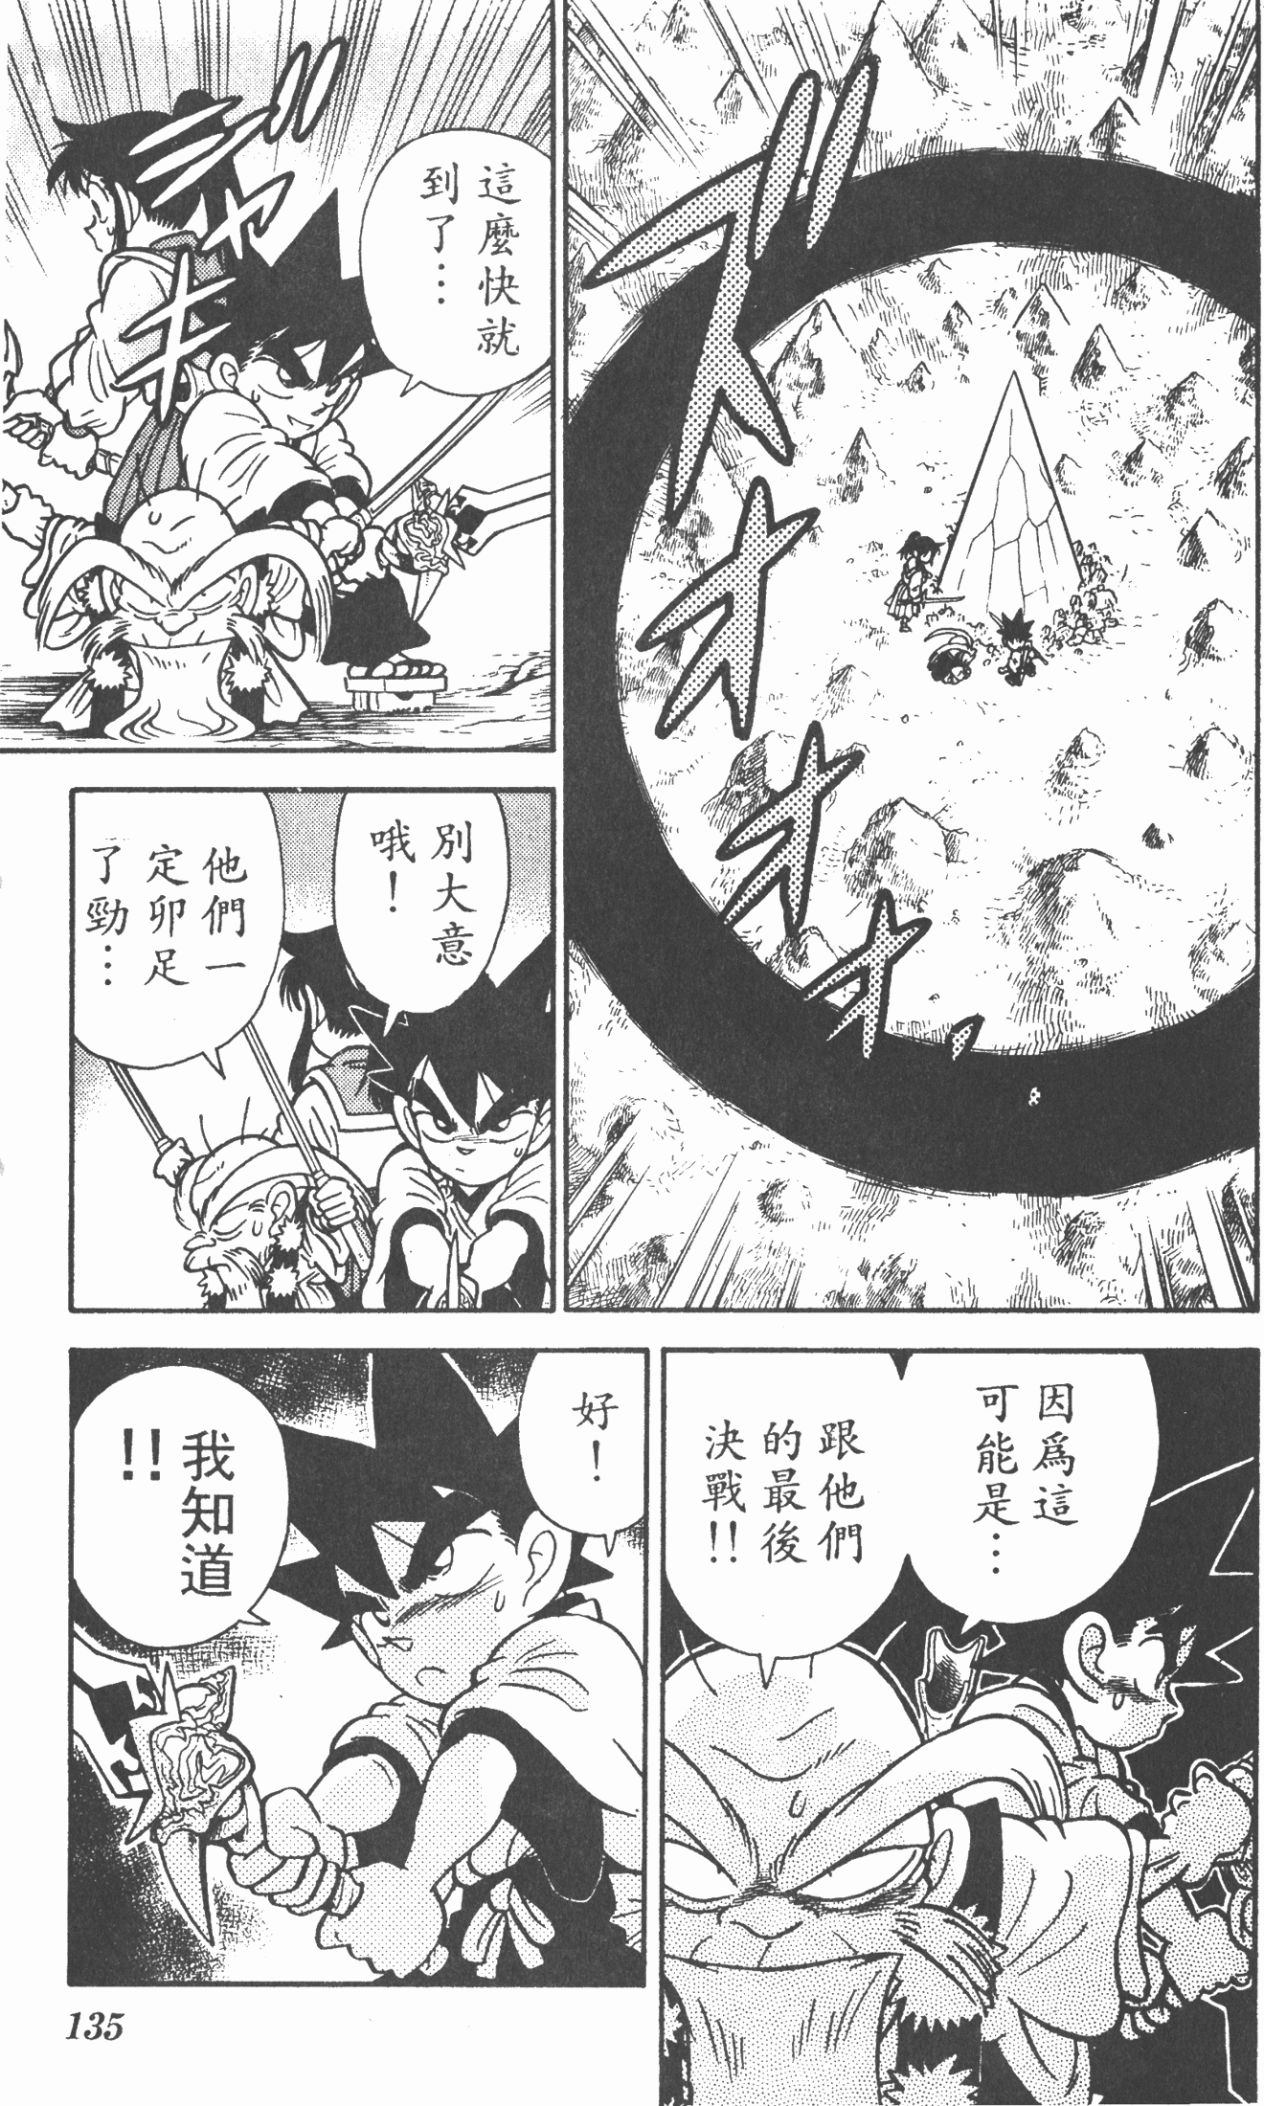 ズオオオオ
ジャキ
這麼快就
到了…
別大意
哦!
他們一
定卯足
了勁…
因爲這
可能是…
跟他們
的最後
決戰!!
好!
我知道
!!
135